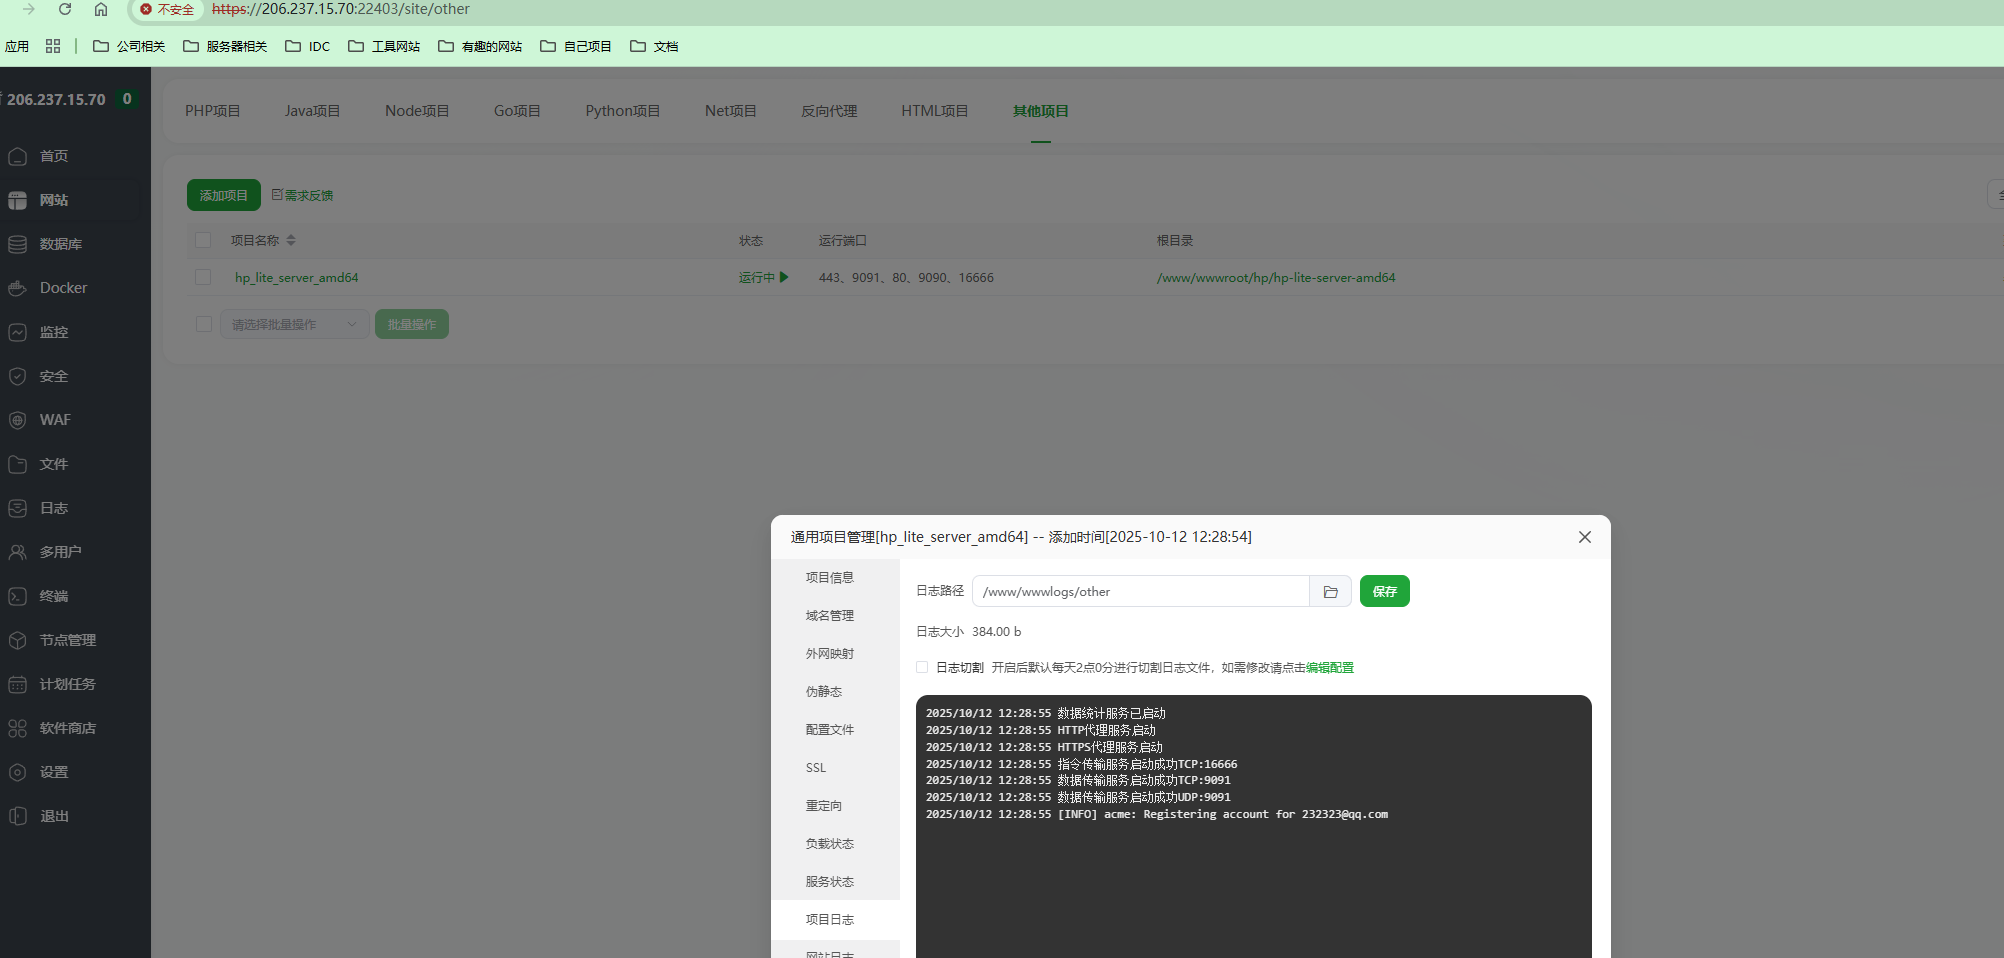 不安全 https://206.237.15.70:22403/site/other
应用 公司相关 服务器相关 IDC 工具网站 有趣的网站 自己项目 文档
206.237.15.70 0
首页
网站
数据库
Docker
监控
安全
WAF
文件
日志
多用户
终端
节点管理
计划任务
软件商店
设置
退出
PHP项目 Java项目 Node项目 Go项目 Python项目 Net项目 反向代理 HTML项目 其他项目
添加项目 需求反馈
项目名称 状态 运行端口 根目录
hp_lite_server_amd64 运行中 443、9091、80、9090、16666 /www/wwwroot/hp/hp-lite-server-amd64
请选择批量操作 批量操作
通用项目管理[hp_lite_server_amd64] -- 添加时间[2025-10-12 12:28:54]
项目信息
域名管理
外网映射
伪静态
配置文件
SSL
重定向
负载状态
服务状态
项目日志
网站日志
日志路径 /www/wwwlogs/other 保存
日志大小 384.00 b
日志切割 开启后默认每天2点0分进行切割日志文件，如需修改请点击编辑配置
2025/10/12 12:28:55 数据统计服务已启动
2025/10/12 12:28:55 HTTP代理服务启动
2025/10/12 12:28:55 HTTPS代理服务启动
2025/10/12 12:28:55 指令传输服务启动成功TCP:16666
2025/10/12 12:28:55 数据传输服务启动成功TCP:9091
2025/10/12 12:28:55 数据传输服务启动成功UDP:9091
2025/10/12 12:28:55 [INFO] acme: Registering account for 232323@qq.com